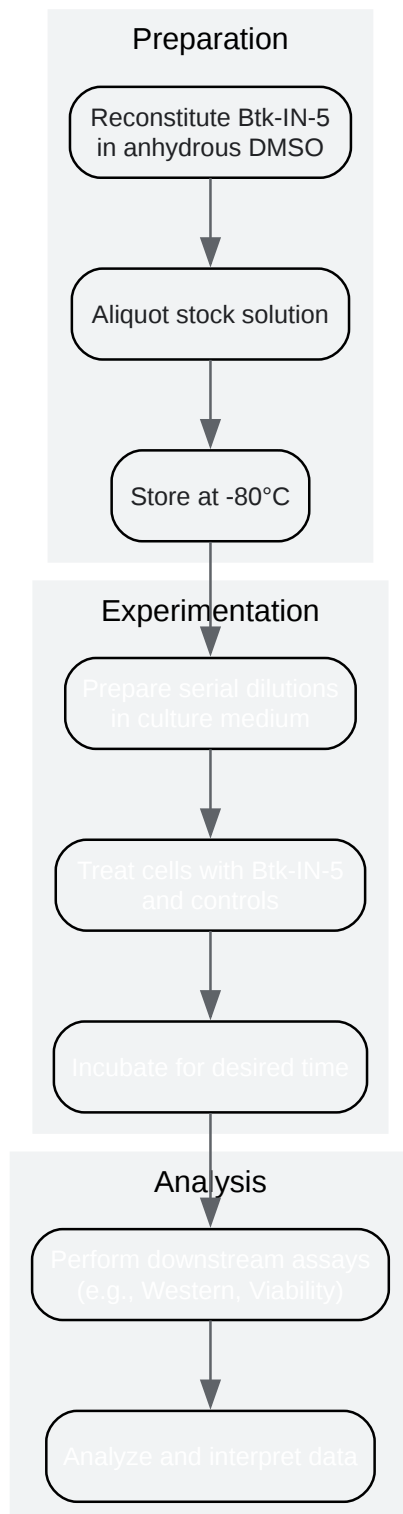 Preparation
Reconstitute Btk-IN-5
in anhydrous DMSO
Aliquot stock solution
Store at -80°C
Experimentation
Prepare serial dilutions
in culture medium
Treat cells with Btk-IN-5
and controls
Incubate for desired time
Analysis
Perform downstream assays
(e.g., Western, Viability)
Analyze and interpret data